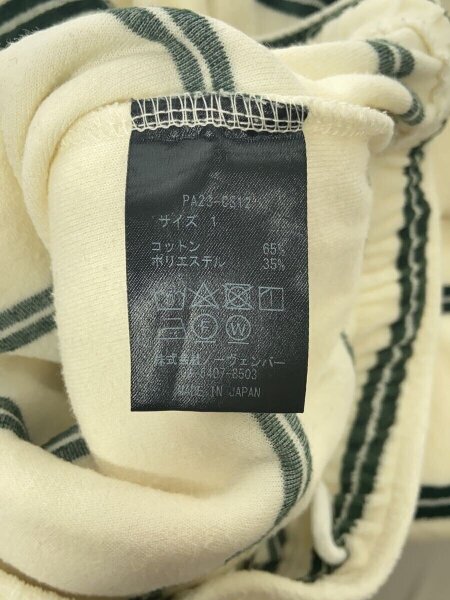 PA23-CS12
サイズ 1
コットン 65%
ポリエステル 35%
F W
株式会社ノーヴェンバー
MADE IN JAPAN